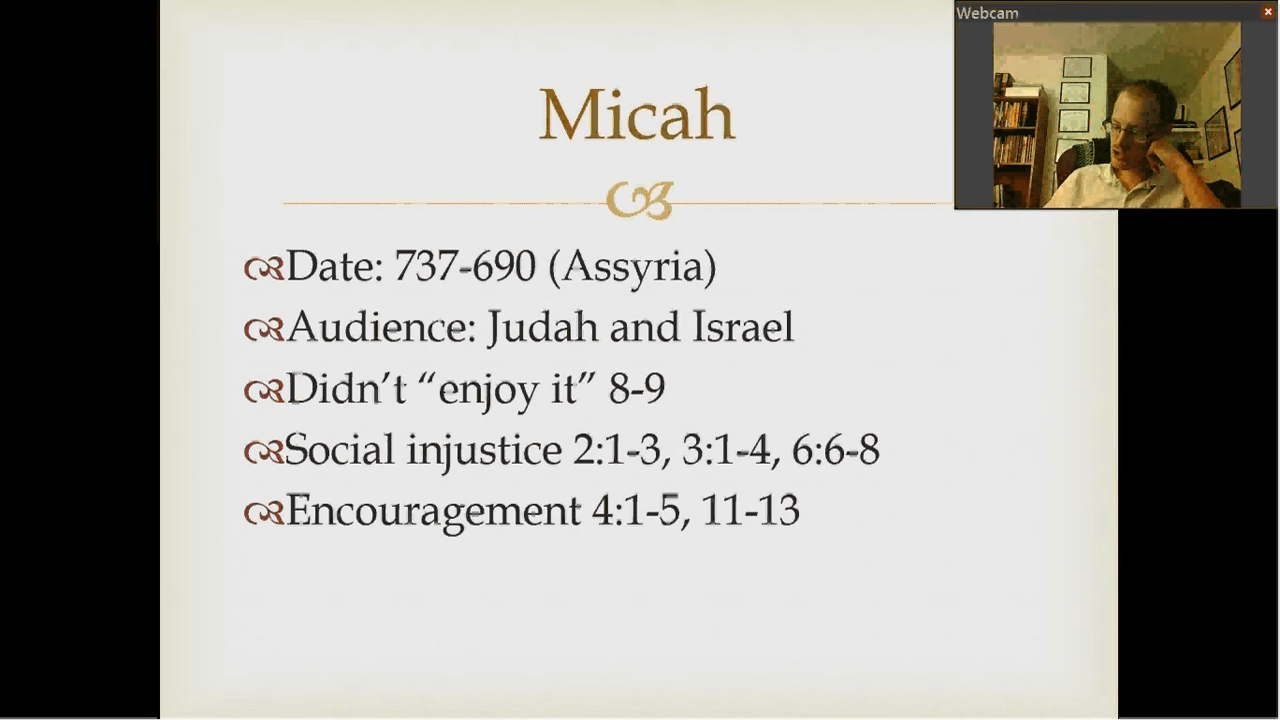 Webcam
Micah
Date: 737-690 (Assyria)
Audience: Judah and Israel
Didn’t “enjoy it” 8-9
Social injustice 2:1-3, 3:1-4, 6:6-8
Encouragement 4:1-5, 11-13